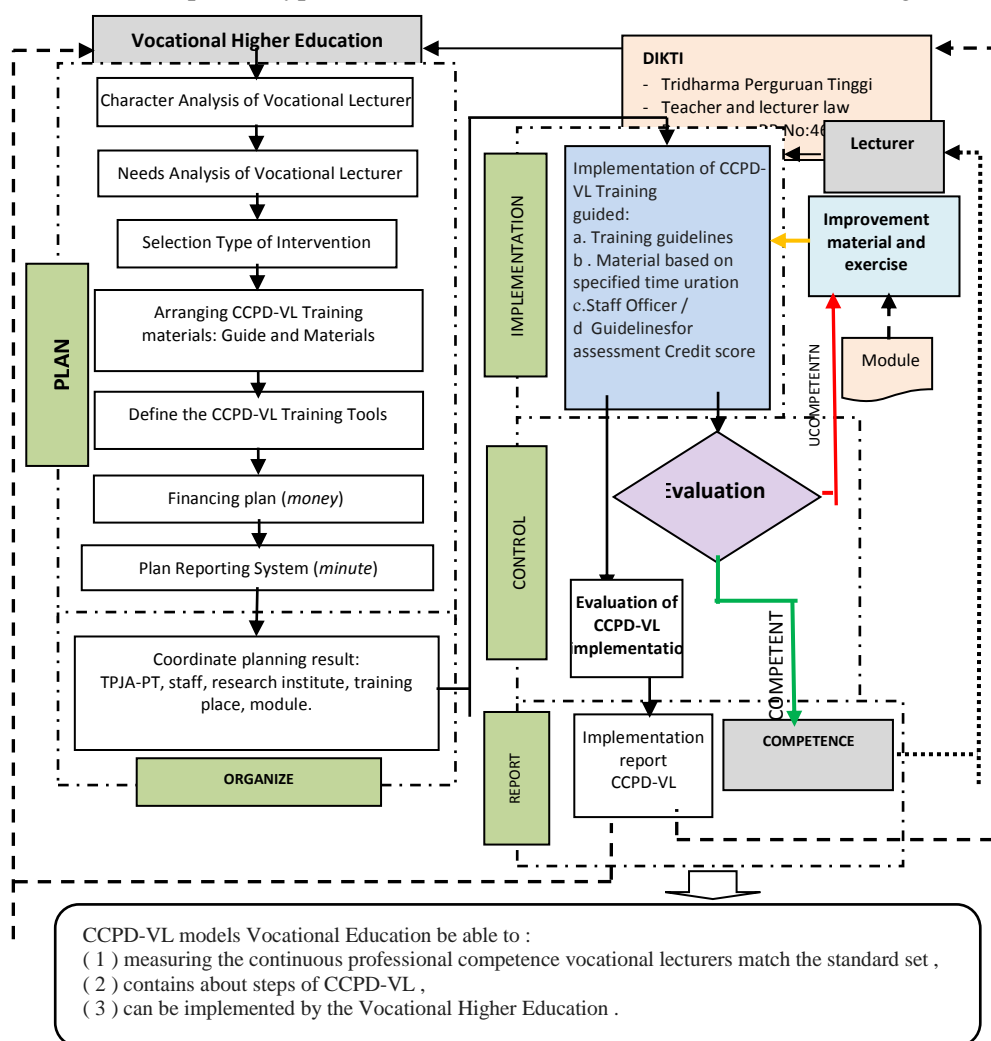 Vocational Higher Education
DIKTI
- Tridharma Perguruan Tinggi
- Teacher and lecturer law
No:46
Lecturer
PLAN
Character Analysis of Vocational Lecturer
Needs Analysis of Vocational Lecturer
Selection Type of Intervention
Arranging CCPD-VL Training
materials: Guide and Materials
Define the CCPD-VL Training Tools
Financing plan (money)
Plan Reporting System (minute)
Coordinate planning result:
TPJA-PT, staff, research institute, training
place, module.
ORGANIZE
IMPLEMENTATION
Implementation of CCPD-
VL Training
guided:
a. Training guidelines
b . Material based on
specified time uration
c.Staff Officer /
d Guidelinesfor
assessment Credit score
Improvement
material and
exercise
Module
UCOMPETENTN
CONTROL
Evaluation
Evaluation of
CCPD-VL
implementatio
COMPETENT
REPORT
Implementation
report
CCPD-VL
COMPETENCE
CCPD-VL models Vocational Education be able to :
( 1 ) measuring the continuous professional competence vocational lecturers match the standard set ,
( 2 ) contains about steps of CCPD-VL ,
( 3 ) can be implemented by the Vocational Higher Education .